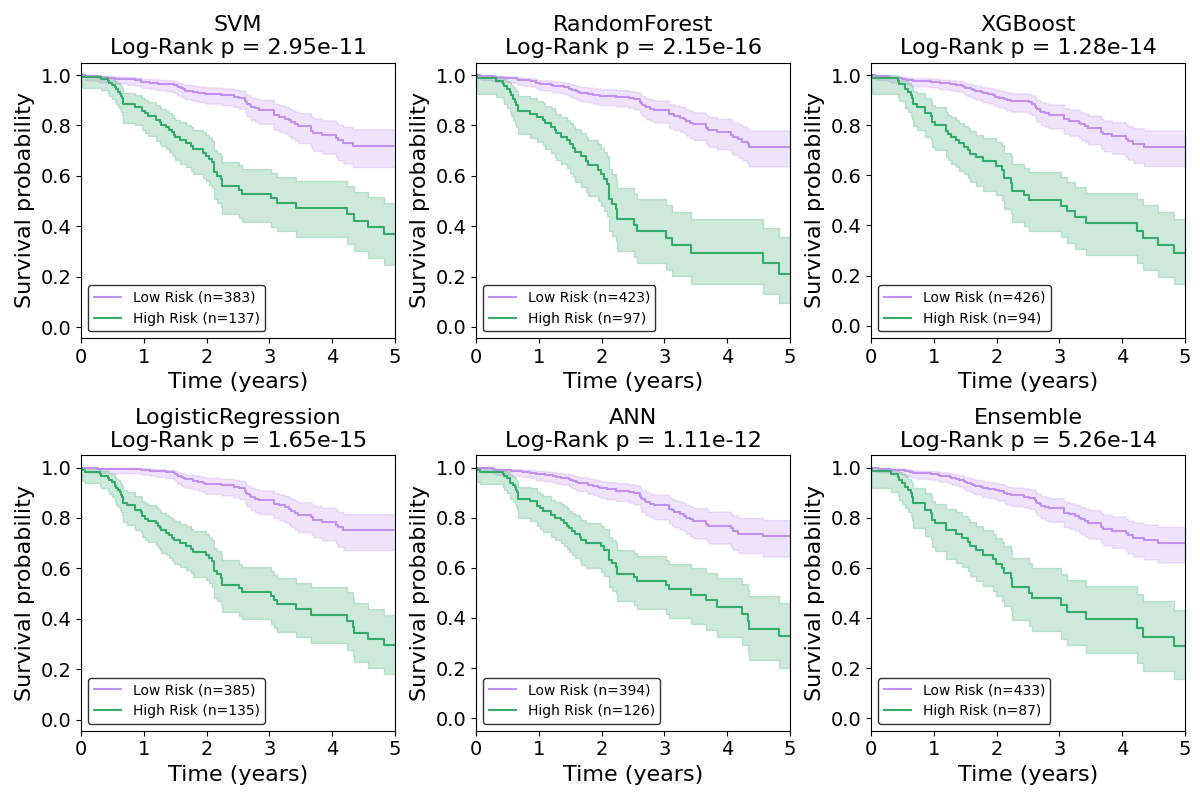 SVM
Log-Rank p = 2.95e-11
Survival probability
1.0
0.8
0.6
0.4
0.2
0.0
Low Risk (n=383)
High Risk (n=137)
0 1 2 3 4 5
Time (years)
RandomForest
Log-Rank p = 2.15e-16
Survival probability
1.0
0.8
0.6
0.4
0.2
0.0
Low Risk (n=423)
High Risk (n=97)
0 1 2 3 4 5
Time (years)
XGBoost
Log-Rank p = 1.28e-14
Survival probability
1.0
0.8
0.6
0.4
0.2
0.0
Low Risk (n=426)
High Risk (n=94)
0 1 2 3 4 5
Time (years)
LogisticRegression
Log-Rank p = 1.65e-15
Survival probability
1.0
0.8
0.6
0.4
0.2
0.0
Low Risk (n=385)
High Risk (n=135)
0 1 2 3 4 5
Time (years)
ANN
Log-Rank p = 1.11e-12
Survival probability
1.0
0.8
0.6
0.4
0.2
0.0
Low Risk (n=394)
High Risk (n=126)
0 1 2 3 4 5
Time (years)
Ensemble
Log-Rank p = 5.26e-14
Survival probability
1.0
0.8
0.6
0.4
0.2
0.0
Low Risk (n=433)
High Risk (n=87)
0 1 2 3 4 5
Time (years)